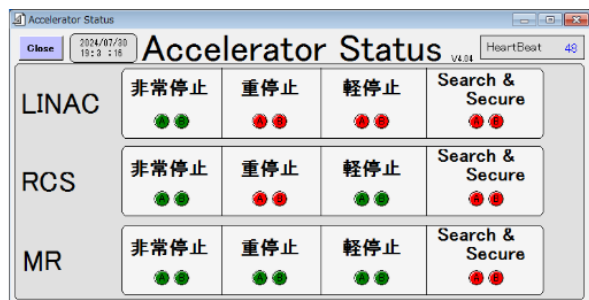 Accelerator Status
Close
2024/07/30
19:3 :16
Accelerator Status
V4.04
HeartBeat 48
LINAC
非常停止
A B
重停止
A B
軽停止
A B
Search &
Secure
A B
RCS
非常停止
A B
重停止
A B
軽停止
A B
Search &
Secure
A B
MR
非常停止
A B
重停止
A B
軽停止
A B
Search &
Secure
A B